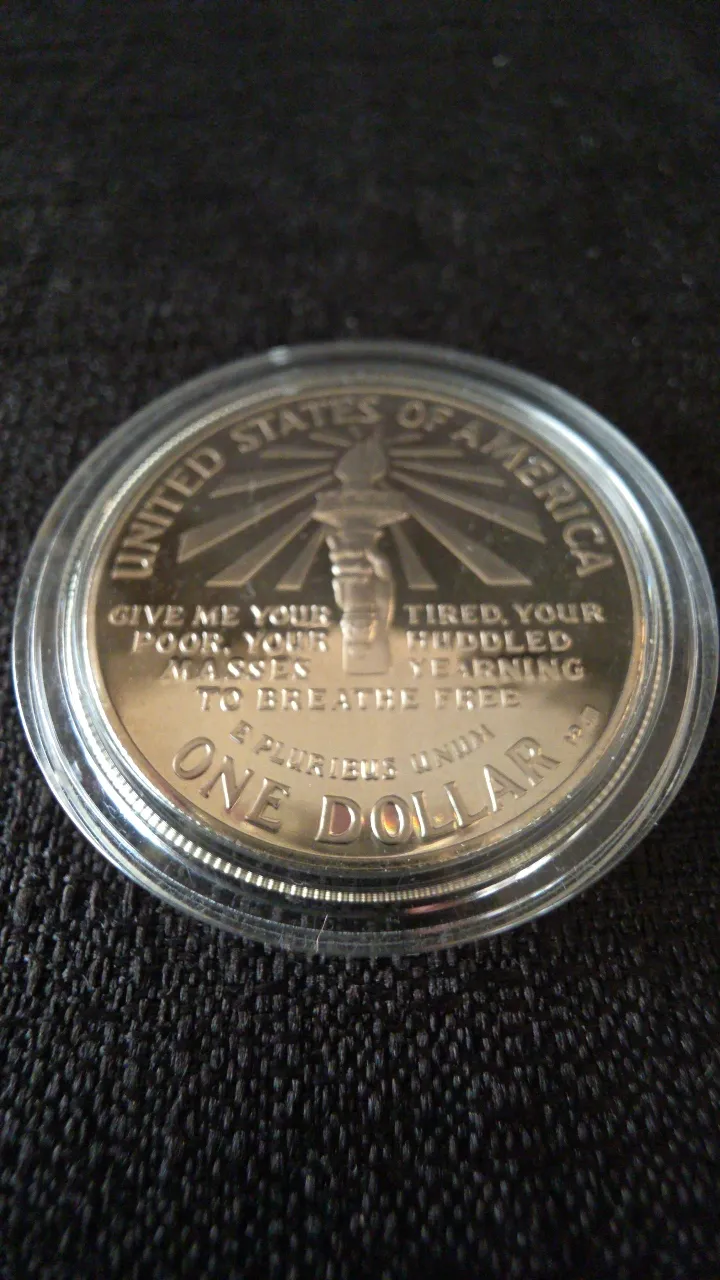 UNITED STATES OF AMERICA
GIVE ME YOUR TIRED, YOUR
POOR, YOUR HUDDLED
MASSES YEARNING
TO BREATHE FREE
E PLURIBUS UNUM
ONE DOLLAR